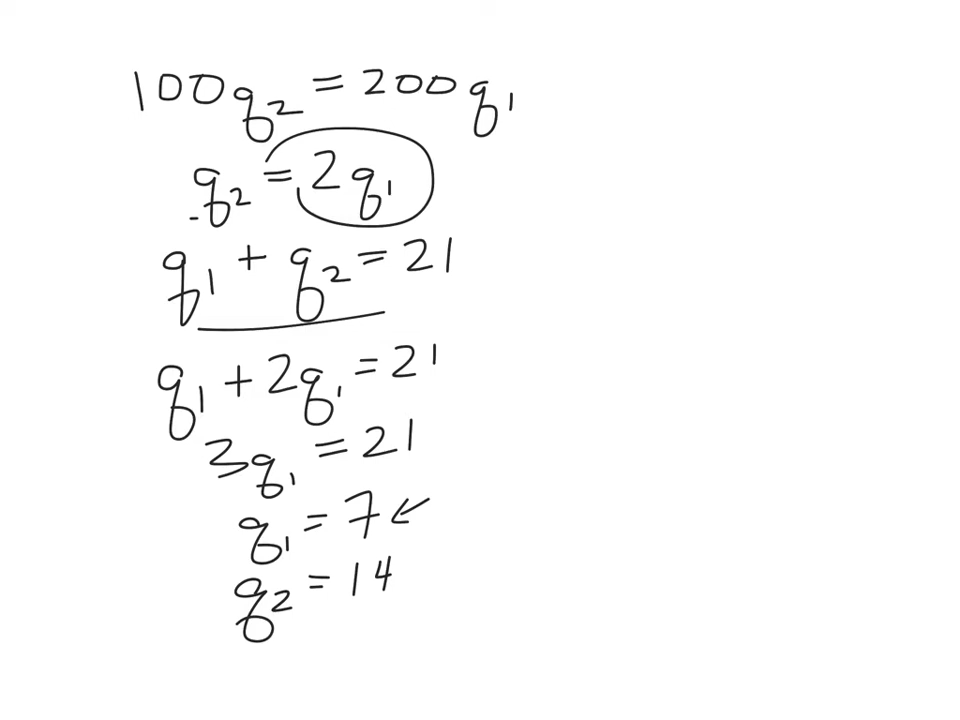 100q2 = 200q1
q2 = 2q1
q1 + q2 = 21
q1 + 2q1 = 21
3q1 = 21
q1 = 7 ←
q2 = 14